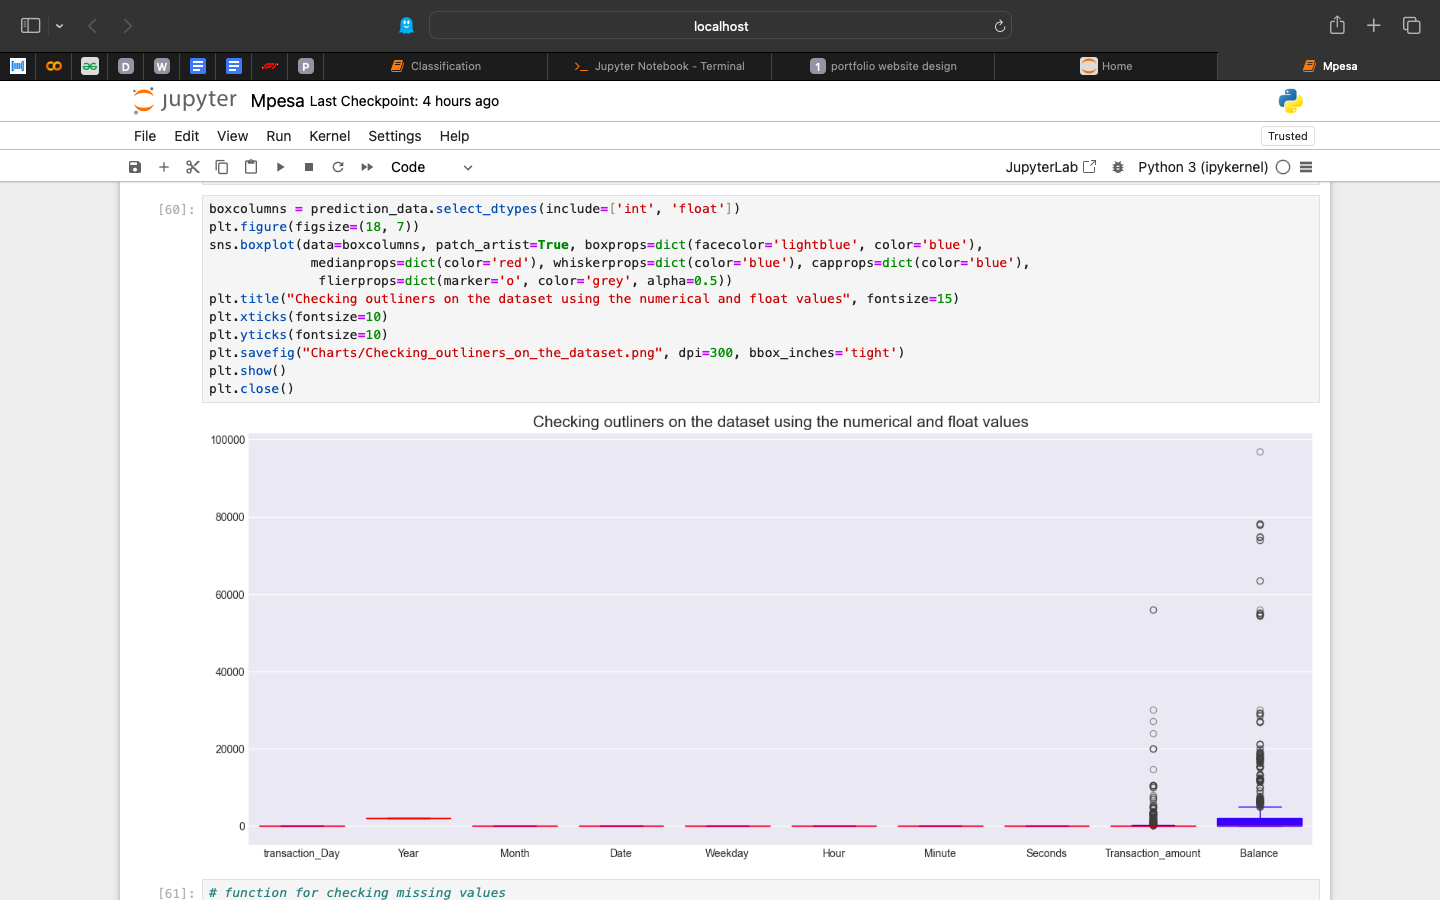 localhost
D W P Classification Jupyter Notebook - Terminal 1 portfolio website design Home Mpesa
jupyter Mpesa Last Checkpoint: 4 hours ago
File Edit View Run Kernel Settings Help Trusted
Code JupyterLab Python 3 (ipykernel)
[60]: boxcolumns = prediction_data.select_dtypes(include=['int', 'float'])
plt.figure(figsize=(18, 7))
sns.boxplot(data=boxcolumns, patch_artist=True, boxprops=dict(facecolor='lightblue', color='blue'),
medianprops=dict(color='red'), whiskerprops=dict(color='blue'), capprops=dict(color='blue'),
flierprops=dict(marker='o', color='grey', alpha=0.5))
plt.title("Checking outliners on the dataset using the numerical and float values", fontsize=15)
plt.xticks(fontsize=10)
plt.yticks(fontsize=10)
plt.savefig("Charts/Checking_outliners_on_the_dataset.png", dpi=300, bbox_inches='tight')
plt.show()
plt.close()
Checking outliners on the dataset using the numerical and float values
100000
80000
60000
40000
20000
0
transaction_Day Year Month Date Weekday Hour Minute Seconds Transaction_amount Balance
[61]: # function for checking missing values